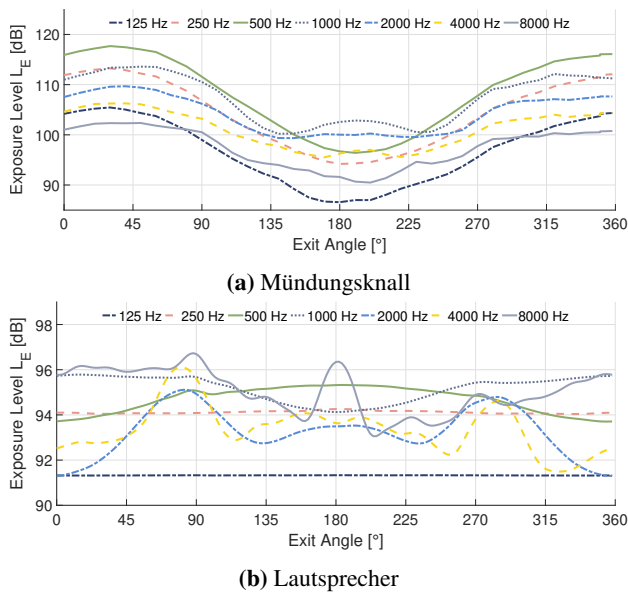 125 Hz 250 Hz 500 Hz 1000 Hz 2000 Hz 4000 Hz 8000 Hz
Exposure Level L_E [dB]
120
110
100
90
0 45 90 135 180 225 270 315 360
Exit Angle [°]
(a) Mündungsknall
125 Hz 250 Hz 500 Hz 1000 Hz 2000 Hz 4000 Hz 8000 Hz
Exposure Level L_E [dB]
98
96
94
92
90
0 45 90 135 180 225 270 315 360
Exit Angle [°]
(b) Lautsprecher